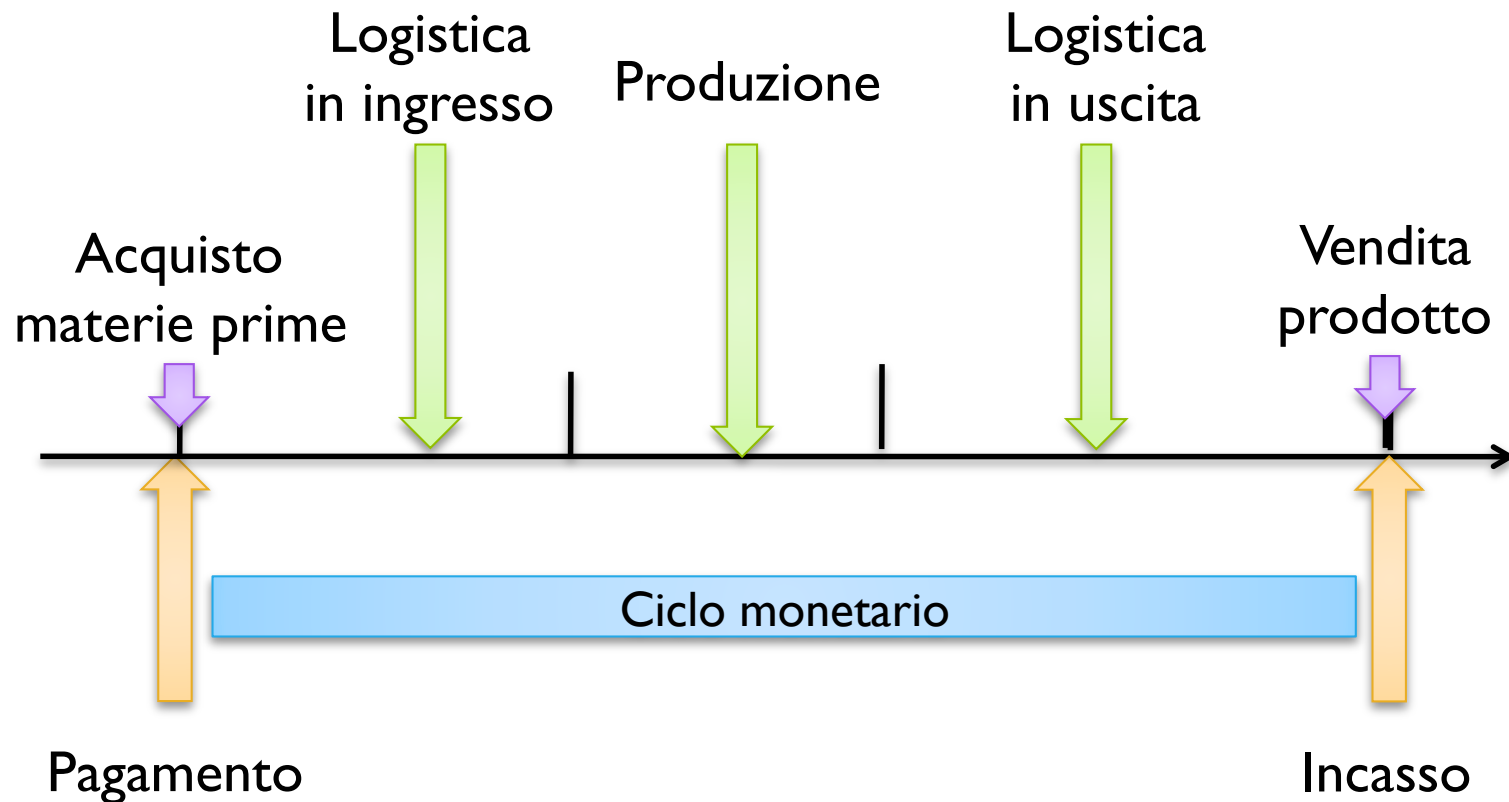 Logistica
in ingresso
Produzione
Logistica
in uscita
Acquisto
materie prime
Vendita
prodotto
Ciclo monetario
Pagamento
Incasso